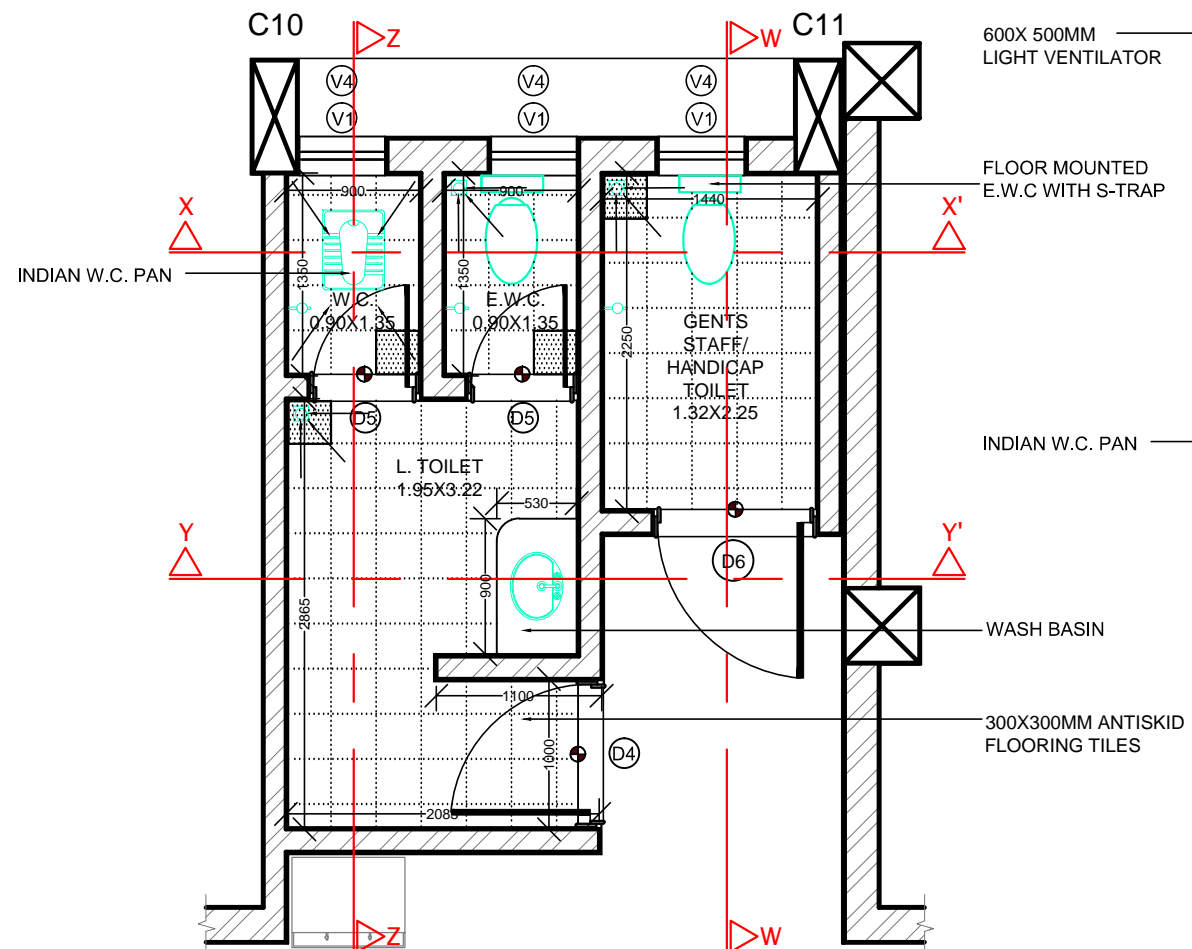 C10
C11
Z
W
600X 500MM
LIGHT VENTILATOR
V4
V4
V4
V1
V1
V1
FLOOR MOUNTED
E.W.C WITH S-TRAP
900
900
1440
X
X'
INDIAN W.C. PAN
1350
1350
W.C.
0.90X1.35
E.W.C.
0.90X1.35
2250
GENTS
STAFF/
HANDICAP
TOILET
1.32X2.25
D5
D5
INDIAN W.C. PAN
L. TOILET
1.95X3.22
530
Y
Y'
D6
900
2865
WASH BASIN
1100
300X300MM ANTISKID
FLOORING TILES
1000
D4
2085
Z
W